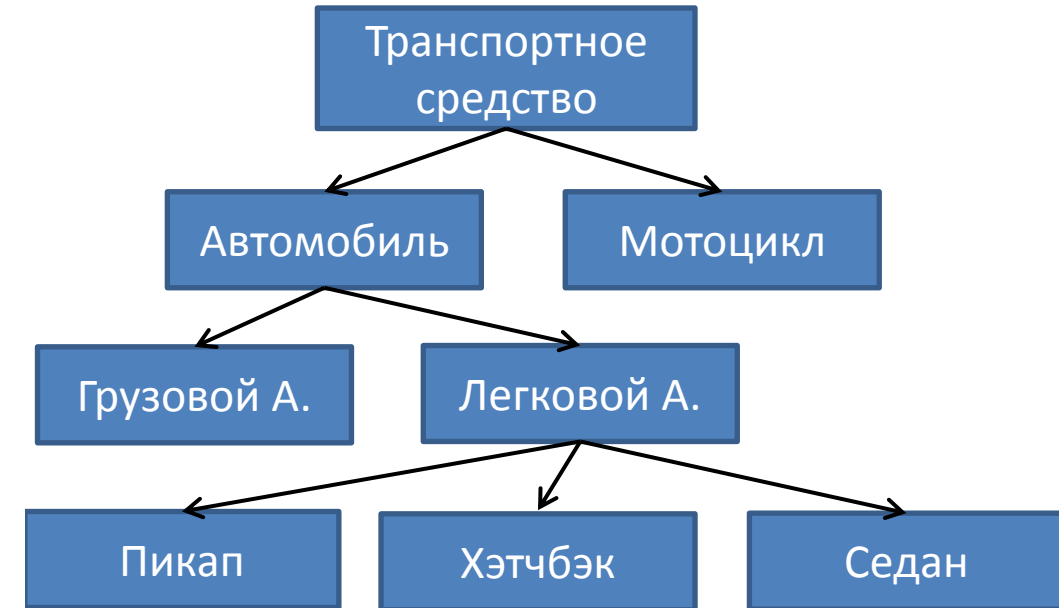 Транспортное
средство
Автомобиль
Мотоцикл
Грузовой А.
Легковой А.
Пикап
Хэтчбэк
Седан